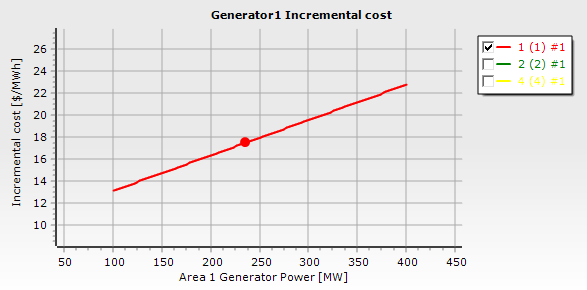 Generator1 Incremental cost
Incremental cost [$/MWh]
26
24
22
20
18
16
14
12
10
50 100 150 200 250 300 350 400 450
Area 1 Generator Power [MW]
1 (1) #1
2 (2) #1
4 (4) #1